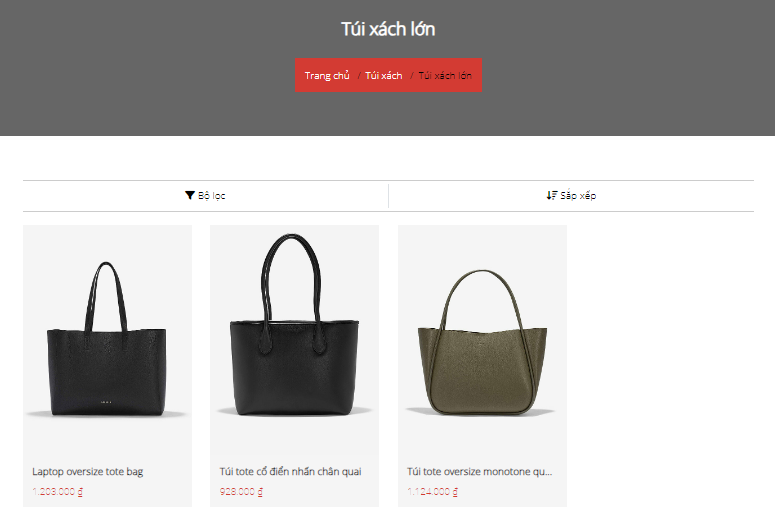 Túi xách lớn
Trang chủ / Túi xách / Túi xách lớn
Bộ lọc
Sắp xếp
Laptop oversize tote bag
Túi tote cổ điển nhấn chân quai
Túi tote oversize monotone qu...
1.203.000 ₫
928.000 ₫
1.124.000 ₫